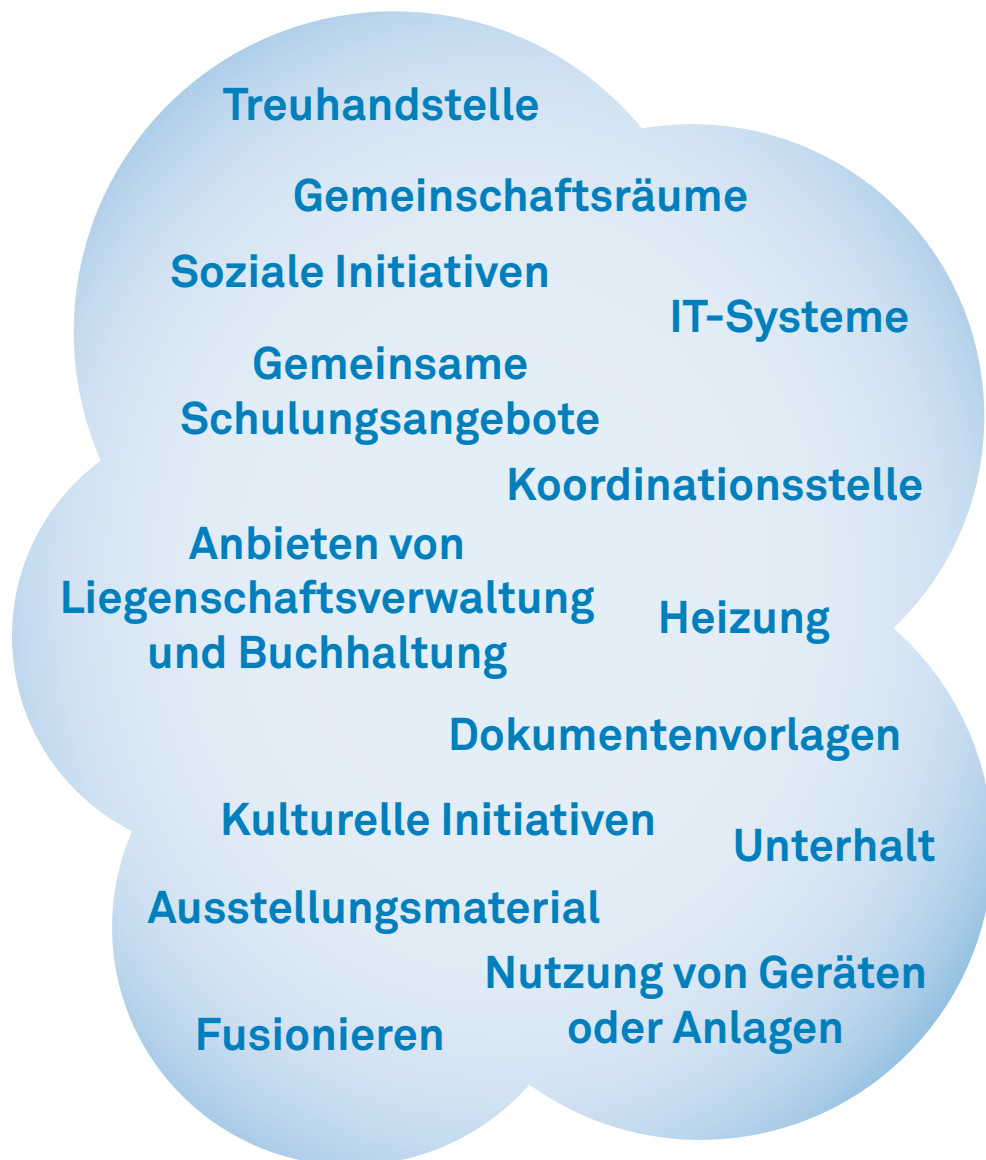 Treuhandstelle
Gemeinschaftsräume
Soziale Initiativen
IT-Systeme
Gemeinsame
Schulungsangebote
Koordinationsstelle
Anbieten von
Liegenschaftsverwaltung
und Buchhaltung
Heizung
Dokumentenvorlagen
Kulturelle Initiativen
Unterhalt
Ausstellungsmaterial
Nutzung von Geräten
oder Anlagen
Fusionieren